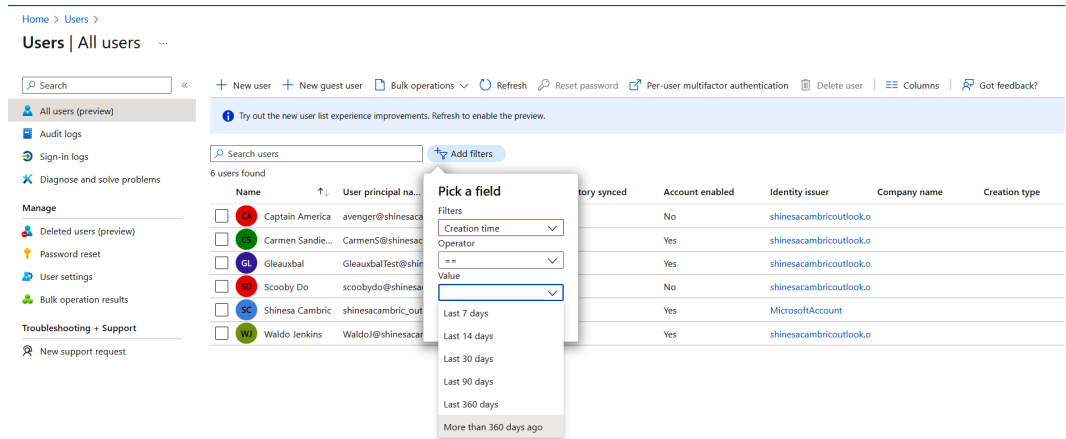 Home > Users >
Users | All users ...
Search «
All users (preview)
Audit logs
Sign-in logs
Diagnose and solve problems
Manage
Deleted users (preview)
Password reset
User settings
Bulk operation results
Troubleshooting + Support
New support request
+ New user + New guest user Bulk operations Refresh Reset password Per-user multifactor authentication Delete user Columns Got feedback?
Try out the new user list experience improvements. Refresh to enable the preview.
Search users Add filters
6 users found
Name ↑↓ User principal na... tory synced Account enabled Identity issuer Company name Creation type
CA Captain America avenger@shinesaca No shinesacambricoutlook.o
CS Carmen Sandie... CarmenS@shinesac Yes shinesacambricoutlook.o
GL Gleauxbal GleauxbalTest@shin Yes shinesacambricoutlook.o
SD Scooby Do scoobydo@shinesa No shinesacambricoutlook.o
SC Shinesa Cambric shinesacambric_out Yes MicrosoftAccount
WJ Waldo Jenkins WaldoJ@shinesacar Yes shinesacambricoutlook.o
Pick a field
Filters
Creation time
Operator
==
Value
Last 7 days
Last 14 days
Last 30 days
Last 90 days
Last 360 days
More than 360 days ago